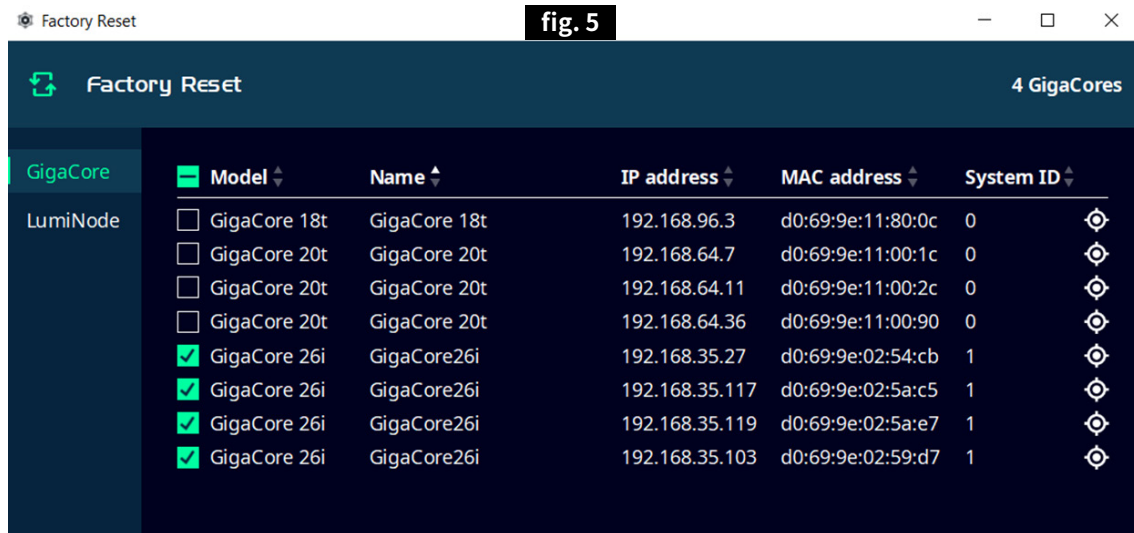 Factory Reset
fig. 5
Factory Reset
4 GigaCores
GigaCore
LumiNode
Model Name IP address MAC address System ID
GigaCore 18t GigaCore 18t 192.168.96.3 d0:69:9e:11:80:0c 0
GigaCore 20t GigaCore 20t 192.168.64.7 d0:69:9e:11:00:1c 0
GigaCore 20t GigaCore 20t 192.168.64.11 d0:69:9e:11:00:2c 0
GigaCore 20t GigaCore 20t 192.168.64.36 d0:69:9e:11:00:90 0
GigaCore 26i GigaCore26i 192.168.35.27 d0:69:9e:02:54:cb 1
GigaCore 26i GigaCore26i 192.168.35.117 d0:69:9e:02:5a:c5 1
GigaCore 26i GigaCore26i 192.168.35.119 d0:69:9e:02:5a:e7 1
GigaCore 26i GigaCore26i 192.168.35.103 d0:69:9e:02:59:d7 1